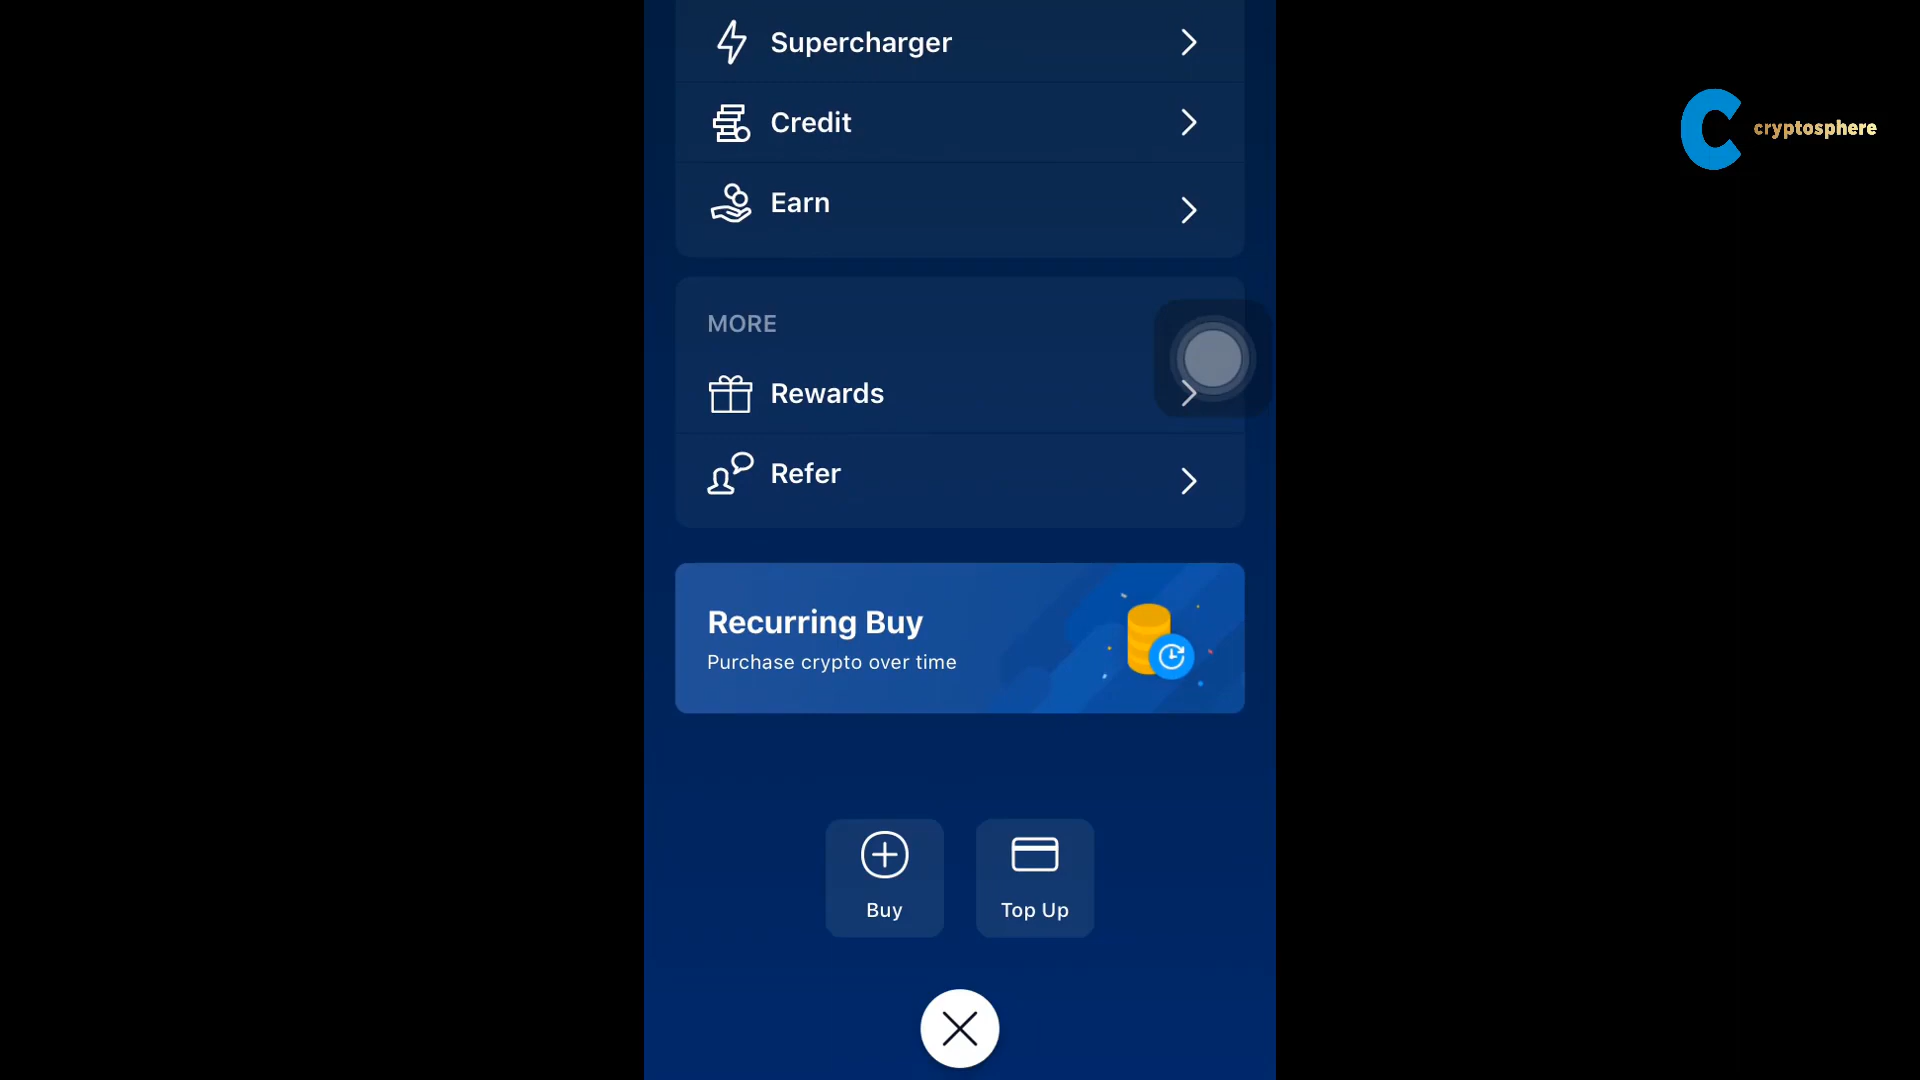 Supercharger
Credit
cryptosphere
Earn
MORE
Rewards
Refer
Recurring Buy
Purchase crypto over time
Buy
Top Up